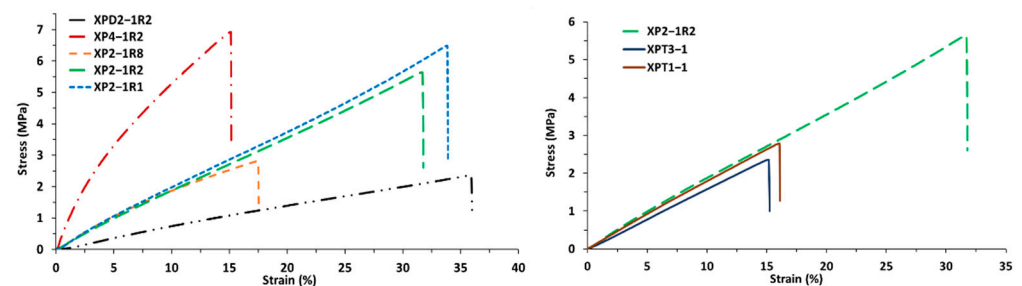 XPD2–1R2
XP4–1R2
XP2–1R8
XP2–1R2
XP2–1R1
7
6
5
4
3
2
1
0
Stress (MPa)
0 5 10 15 20 25 30 35 40
Strain (%)
XP2–1R2
XPT3–1
XPT1–1
6
5
4
3
2
1
0
Stress (MPa)
0 5 10 15 20 25 30 35
Strain (%)